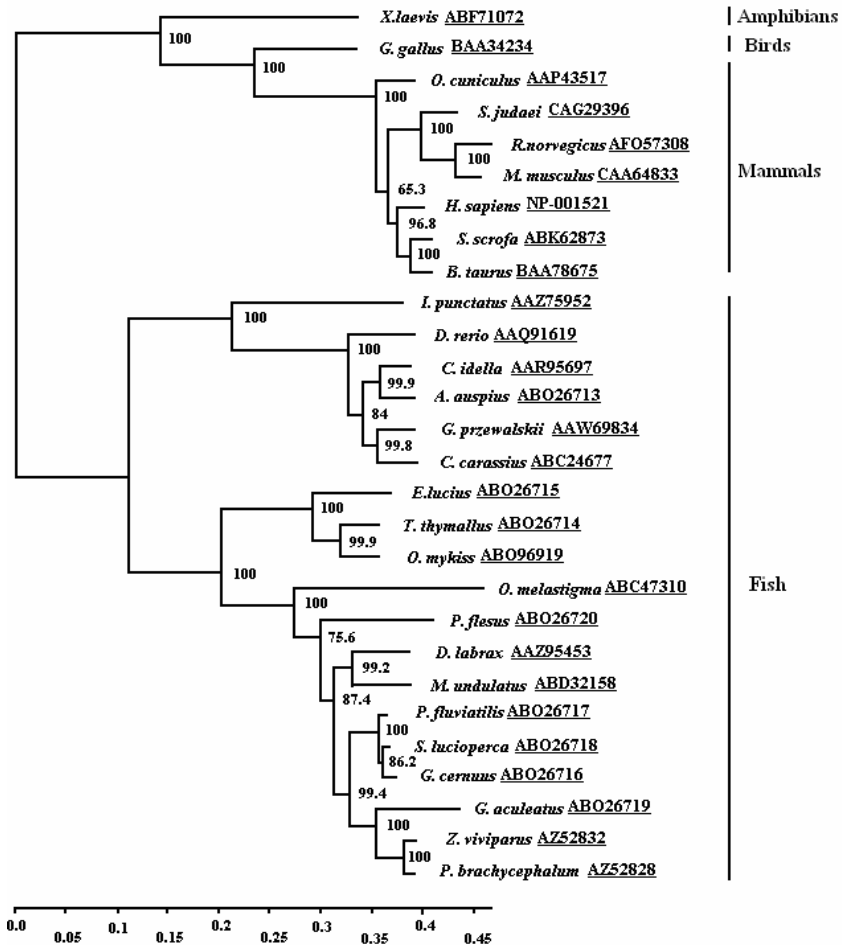 X.laevis ABF71072
Amphibians
100
G. gallus BAA34234
Birds
100
O. cuniculus AAP43517
100
S. judaei CAG29396
100
R.norvegicus AFO57308
100
M. musculus CAA64833
Mammals
65.3
H. sapiens NP-001521
96.8
S. scrofa ABK62873
100
B. taurus BAA78675
I. punctatus AAZ75952
100
D. rerio AAQ91619
100
C. idella AAR95697
99.9
A. auspius ABO26713
84
G. przewalskii AAW69834
99.8
C. carassius ABC24677
E.lucius ABO26715
100
T. thymallus ABO26714
99.9
O. mykiss ABO96919
100
O. melastigma ABC47310
Fish
100
P. flesus ABO26720
75.6
D. labrax AAZ95453
99.2
M. undulatus ABD32158
87.4
P. fluviatilis ABO26717
100
S. lucioperca ABO26718
86.2
G. cernuus ABO26716
99.4
G. aculeatus ABO26719
100
Z. viviparus AZ52832
100
P. brachycephalum AZ52828
0.0 0.1 0.2 0.3 0.4
0.05 0.15 0.25 0.35 0.45